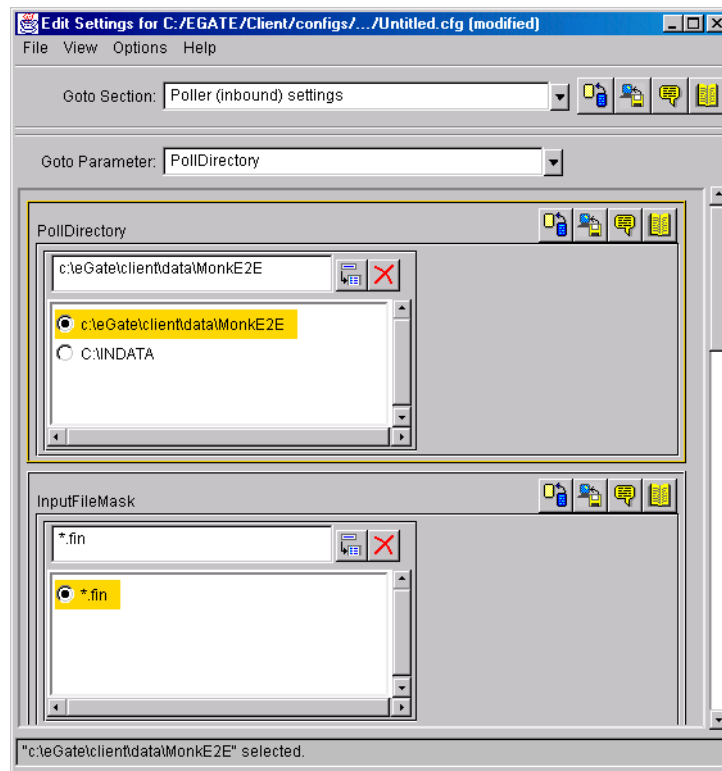 Edit Settings for C:/EGATE/Client/configs/.../Untitled.cfg (modified)
File View Options Help
Goto Section: Poller (inbound) settings
Goto Parameter: PollDirectory
PollDirectory
c:\eGate\client\data\MonkE2E
c:\eGate\client\data\MonkE2E
C:\INDATA
InputFileMask
*.fin
*.fin
"c:\eGate\client\data\MonkE2E" selected.